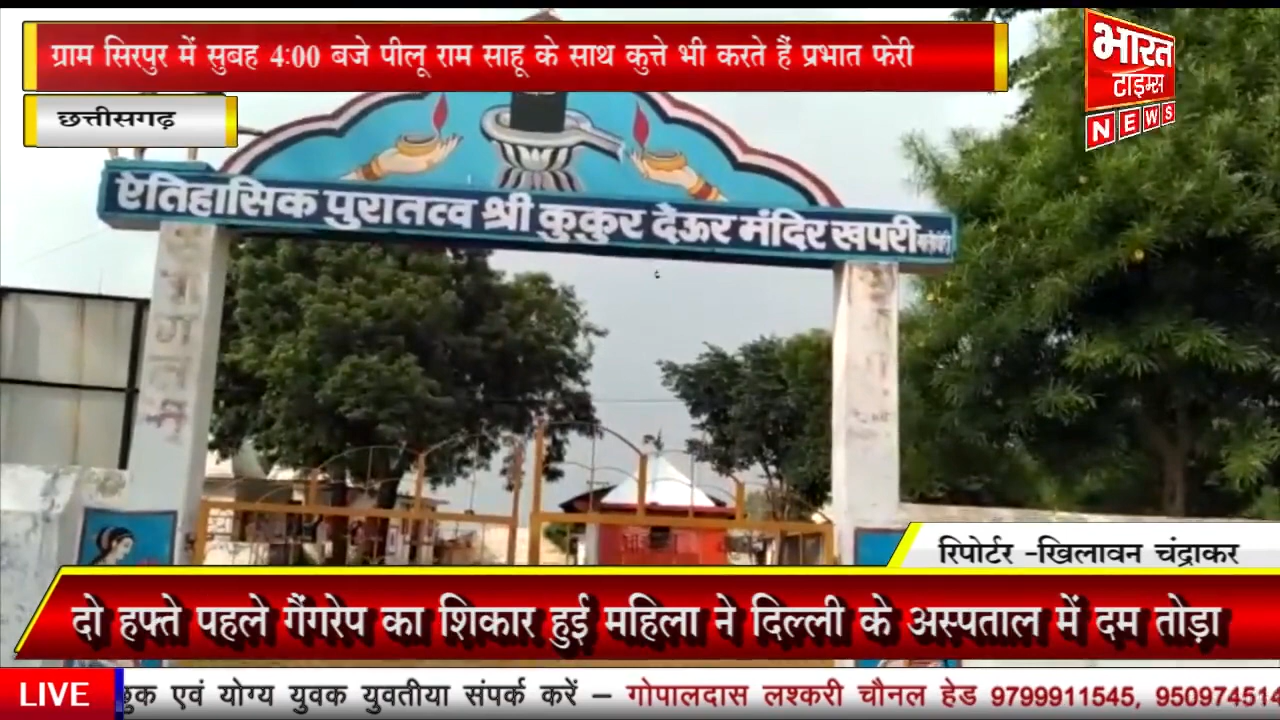 ग्राम सिरपुर में सुबह 4:00 बजे पीलू राम साहू के साथ कुत्ते भी करते हैं प्रभात फेरी
भारत
टाइम्स
NEWS
छत्तीसगढ़
ऐतिहासिक पुरातत्व श्री कुकुर देऊर मंदिर खपरी
रिपोर्टर -खिलावन चंद्राकर
दो हफ्ते पहले गैंगरेप का शिकार हुई महिला ने दिल्ली के अस्पताल में दम तोड़ा
LIVE
एवं योग्य युवक युवतीया संपर्क करें – गोपालदास लश्करी चौनल हेड 9799911545, 950974514